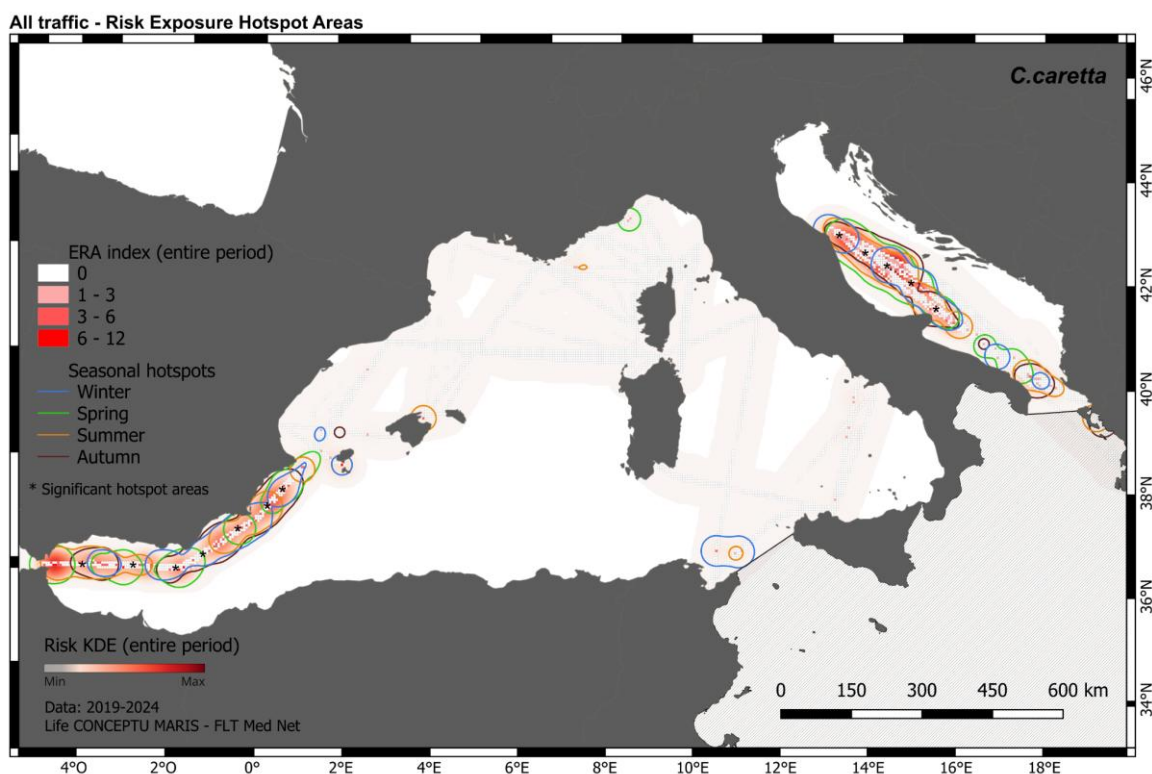 All traffic - Risk Exposure Hotspot Areas
C.caretta
46°N
44°N
42°N
40°N
38°N
36°N
34°N
ERA index (entire period)
0
1 - 3
3 - 6
6 - 12
Seasonal hotspots
Winter
Spring
Summer
Autumn
* Significant hotspot areas
Risk KDE (entire period)
Min Max
Data: 2019-2024
Life CONCEPTU MARIS - FLT Med Net
0 150 300 450 600 km
4°O 2°O 0° 2°E 4°E 6°E 8°E 10°E 12°E 14°E 16°E 18°E